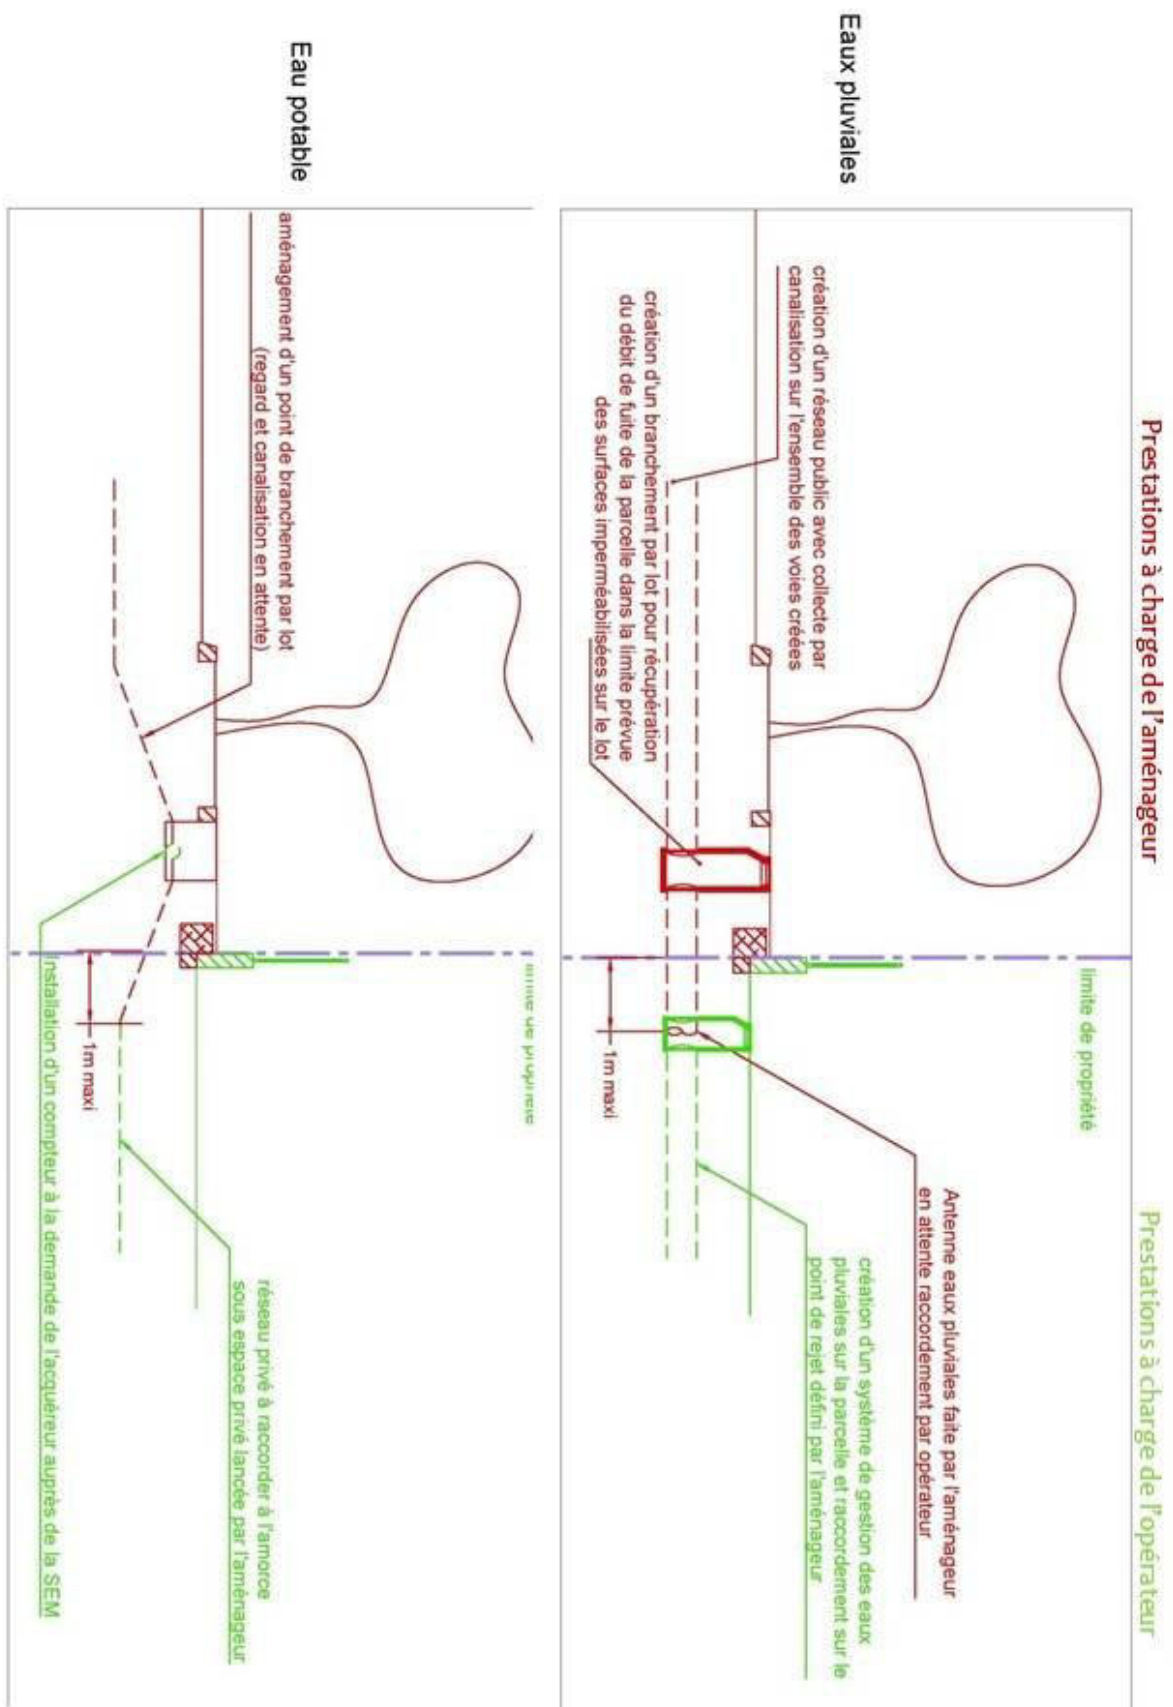 Prestations à charge de l'aménageur
Prestations à charge de l'opérateur
Eaux pluviales
création d'un réseau public avec collecte par
canalisation sur l'ensemble des voies créées
création d'un branchement par lot pour récupération
du débit de fuite de la parcelle dans la limite prévue
des surfaces imperméabilisées sur le lot
limite de propriété
1m maxi
Antenne eaux pluviales faite par l'aménageur
en attente raccordement par opérateur
création d'un système de gestion des eaux
pluviales sur la parcelle et raccordement sur le
point de rejet défini par l'aménageur
Eau potable
aménagement d'un point de branchement par lot
(regard et canalisation en attente)
limite de propriété
1m maxi
réseau privé à raccorder à l'amorce
sous espace privé lancée par l'aménageur
Installation d'un compteur à la demande de l'acquéreur auprès de la SEM